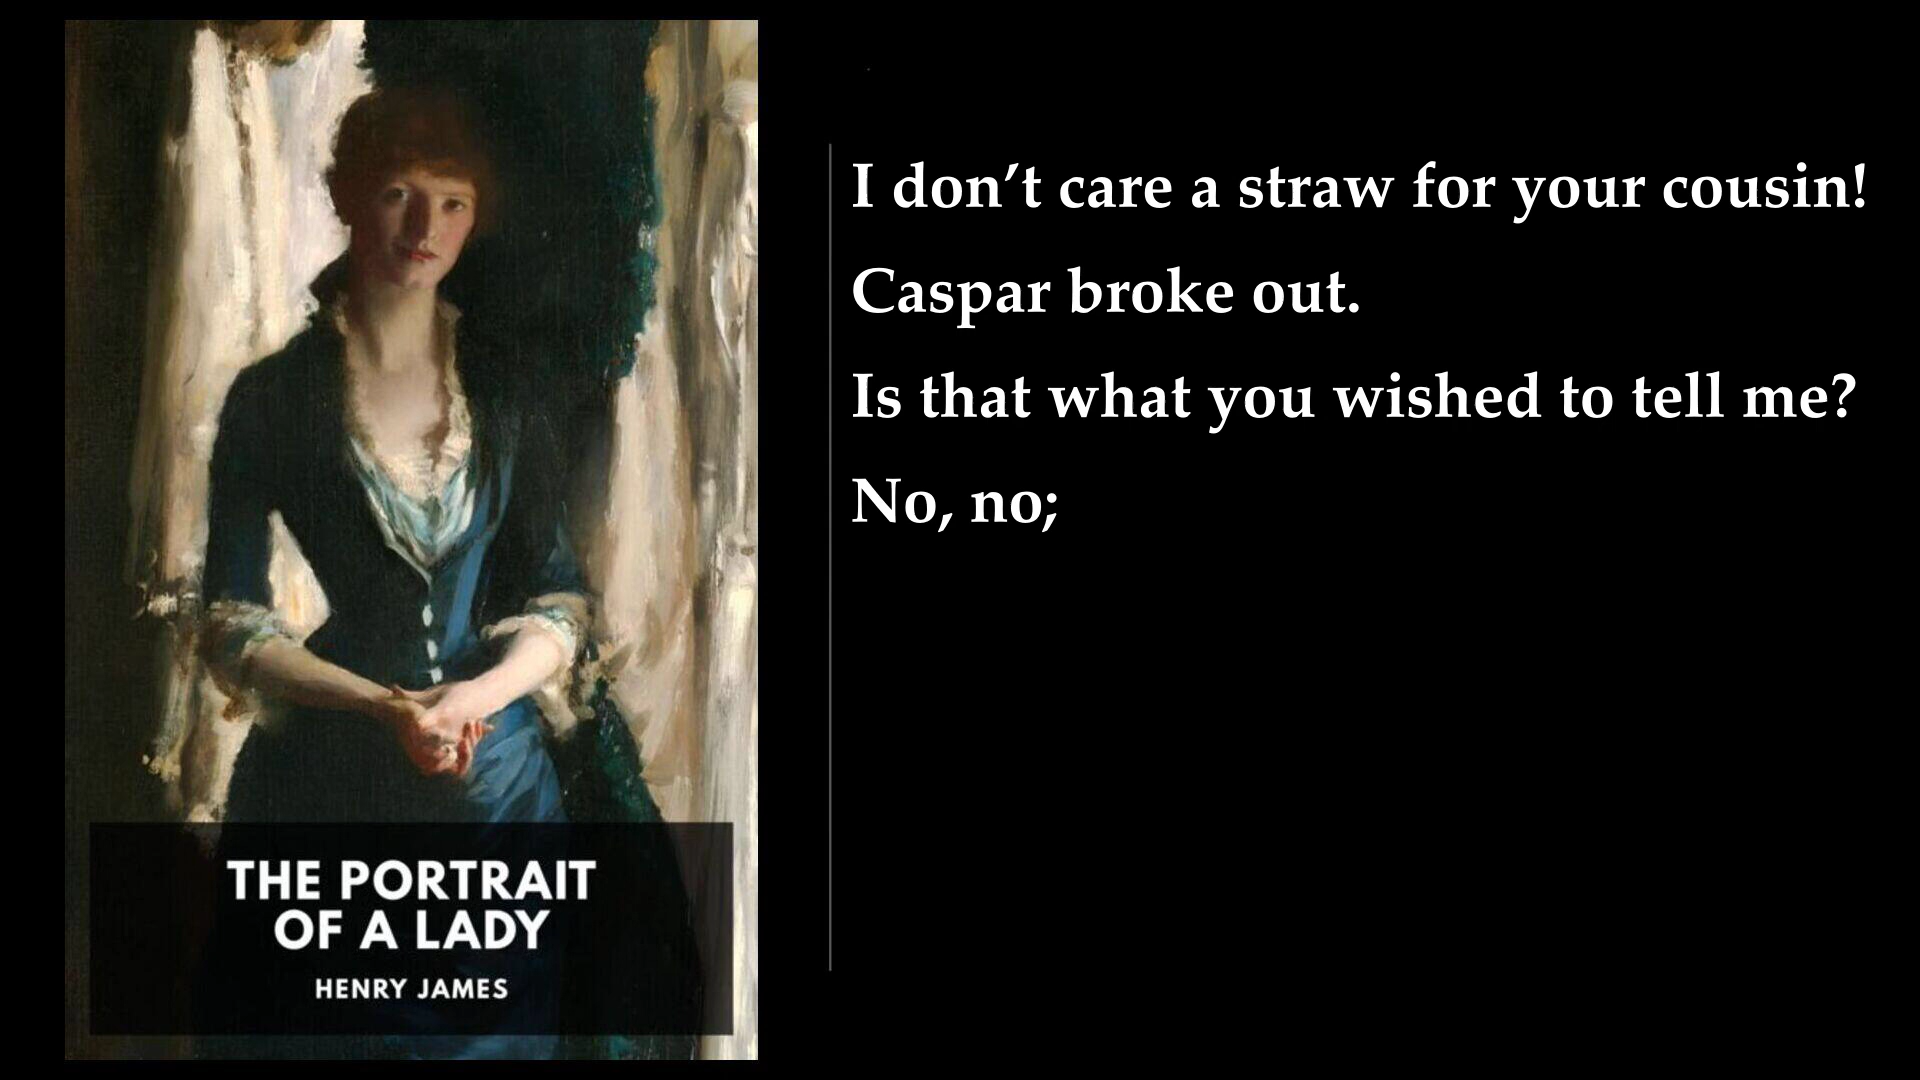 I don’t care a straw for your cousin!
Caspar broke out.
Is that what you wished to tell me?
No, no;
THE PORTRAIT
OF A LADY
HENRY JAMES